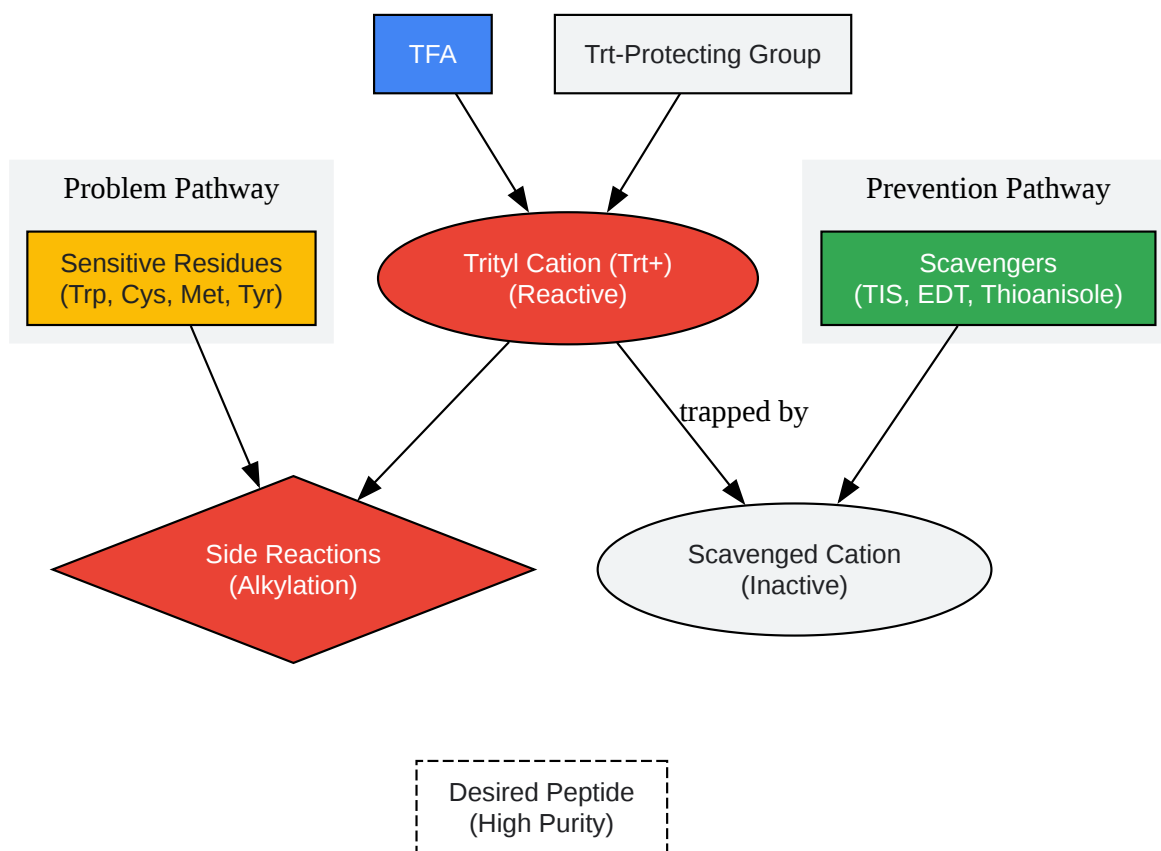 TFA
Trt-Protecting Group
Problem Pathway
Prevention Pathway
Sensitive Residues
(Trp, Cys, Met, Tyr)
Trityl Cation (Trt+)
(Reactive)
Scavengers
(TIS, EDT, Thioanisole)
trapped by
Side Reactions
(Alkylation)
Scavenged Cation
(Inactive)
Desired Peptide
(High Purity)